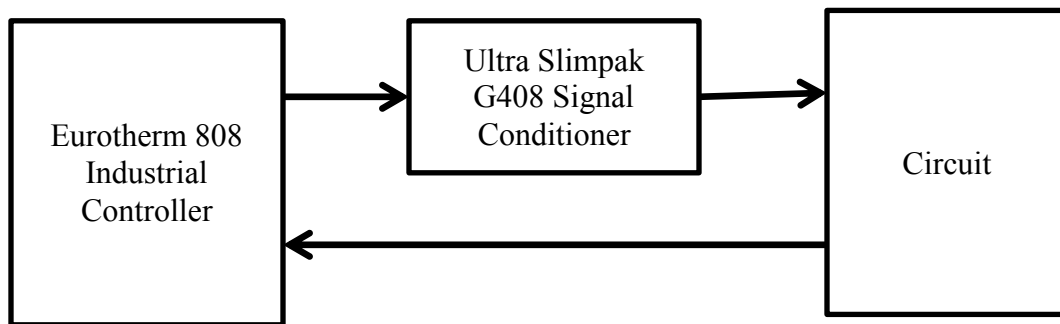 Eurotherm 808
Industrial
Controller
Ultra Slimpak
G408 Signal
Conditioner
Circuit